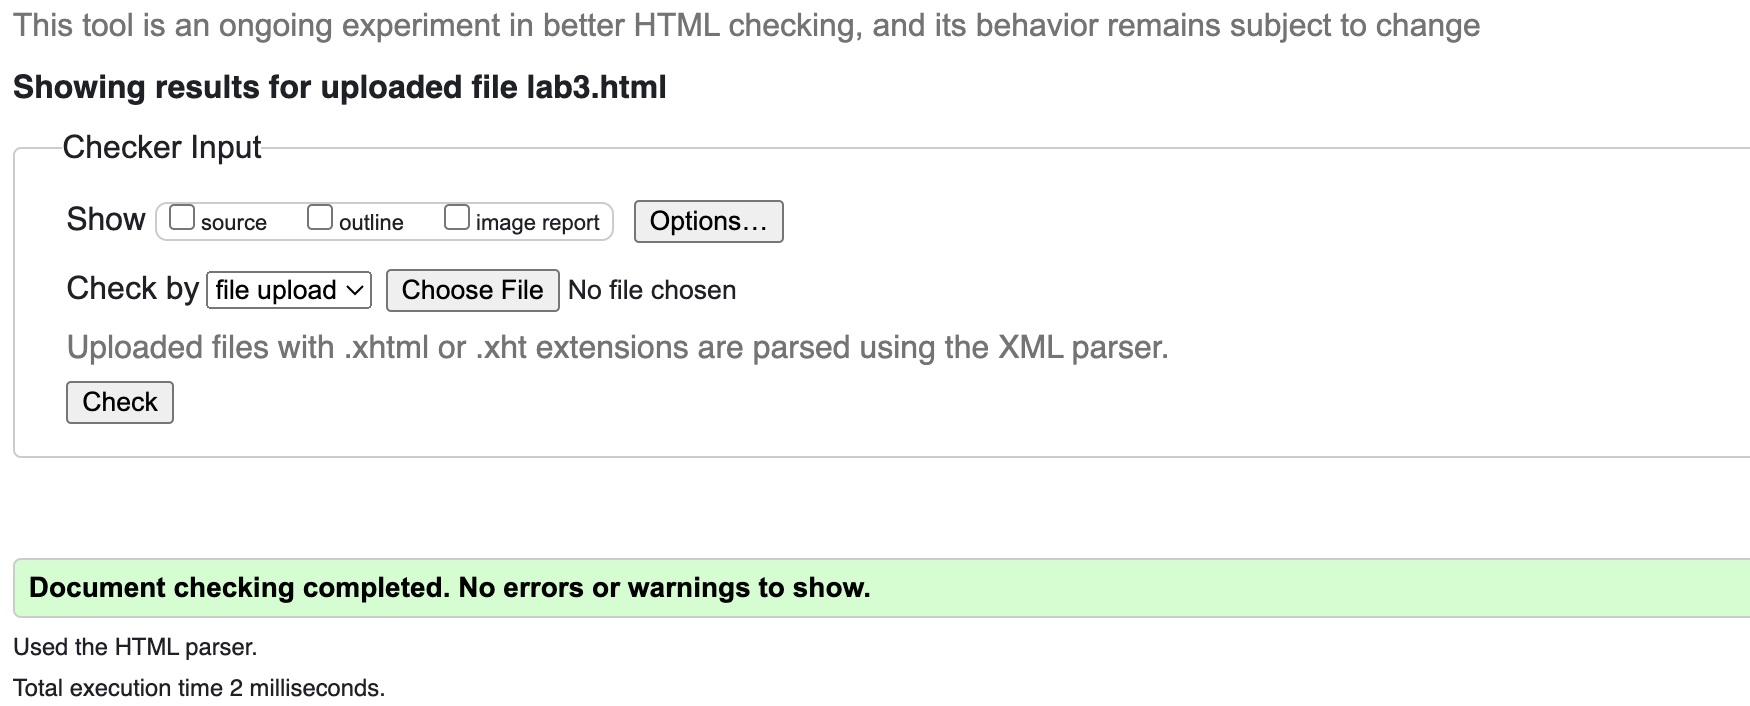 This tool is an ongoing experiment in better HTML checking, and its behavior remains subject to change
Showing results for uploaded file lab3.html
Checker Input
Show source outline image report Options…
Check by file upload Choose File No file chosen
Uploaded files with .xhtml or .xht extensions are parsed using the XML parser.
Check
Document checking completed. No errors or warnings to show.
Used the HTML parser.
Total execution time 2 milliseconds.